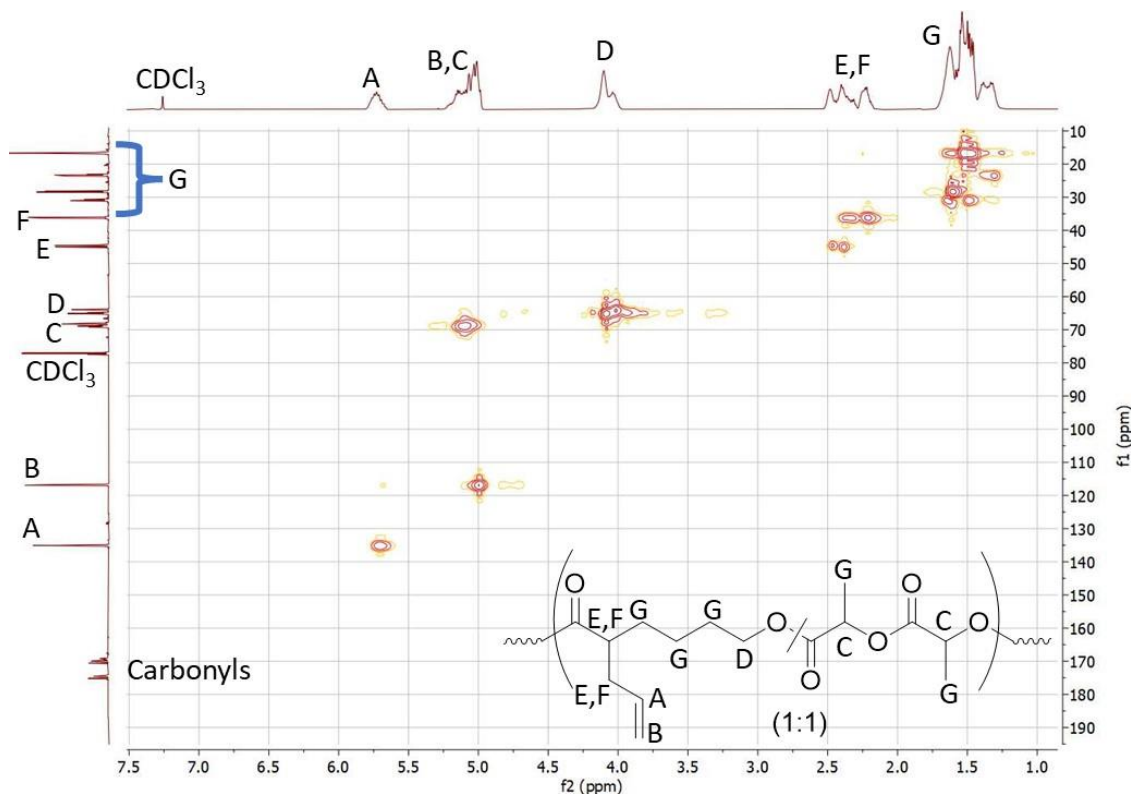 CDCl3
A
B,C
D
E,F
G
G
F
E
D
C
CDCl3
B
A
Carbonyls
10
20
30
40
50
60
70
80
90
100
110
120
130
140
150
160
170
180
190
f1 (ppm)
O
E,F
G
G
G
D
O
O
G
C
O
O
C
O
G
E,F
A
B
(1:1)
7.5 7.0 6.5 6.0 5.5 5.0 4.5 4.0 3.5 3.0 2.5 2.0 1.5 1.0
f2 (ppm)